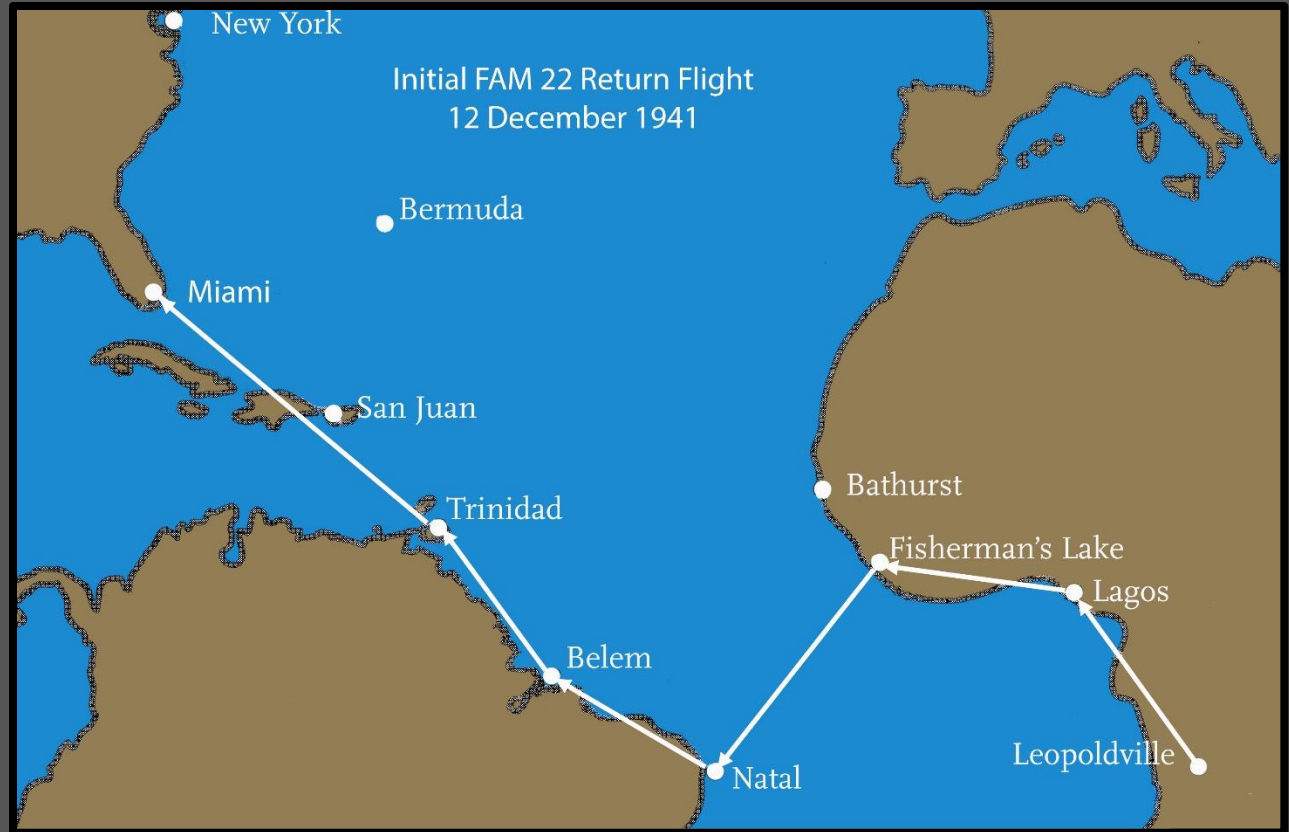 New York
Initial FAM 22 Return Flight
12 December 1941
Bermuda
Miami
San Juan
Bathurst
Trinidad
Fisherman's Lake
Lagos
Belem
Leopoldville
Natal